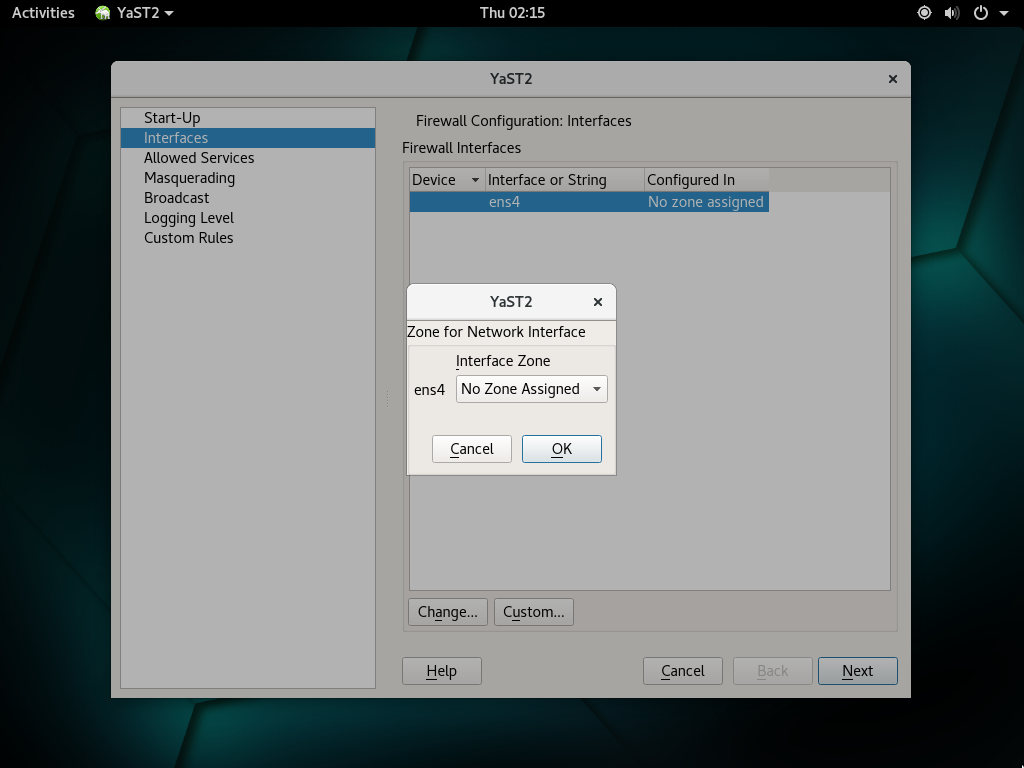 Activities YaST2 Thu 02:15
YaST2
Start-Up
Interfaces
Allowed Services
Masquerading
Broadcast
Logging Level
Custom Rules
Firewall Configuration: Interfaces
Firewall Interfaces
Device Interface or String Configured In
ens4 No zone assigned
YaST2
Zone for Network Interface
Interface Zone
ens4 No Zone Assigned
Cancel OK
Change... Custom...
Help Cancel Back Next